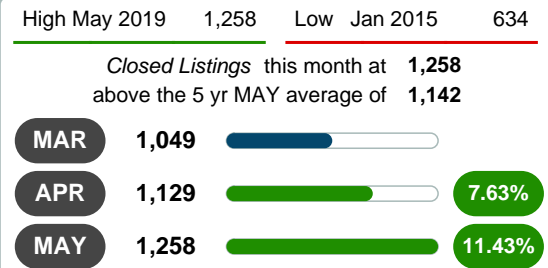 High May 2019 1,258 Low Jan 2015 634
Closed Listings this month at 1,258
above the 5 yr MAY average of 1,142
MAR 1,049
APR 1,129 7.63%
MAY 1,258 11.43%